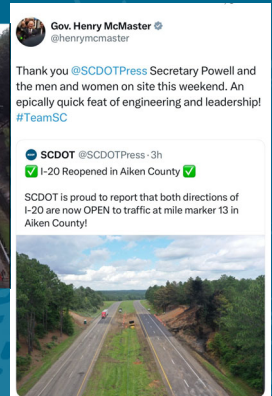 Gov. Henry McMaster
@henrymcmaster
Thank you @SCDOTPress Secretary Powell and
the men and women on site this weekend. An
epically quick feat of engineering and leadership!
#TeamSC
SCDOT @SCDOTPress · 3h
✅ I-20 Reopened in Aiken County ✅
SCDOT is proud to report that both directions of
I-20 are now OPEN to traffic at mile marker 13 in
Aiken County!